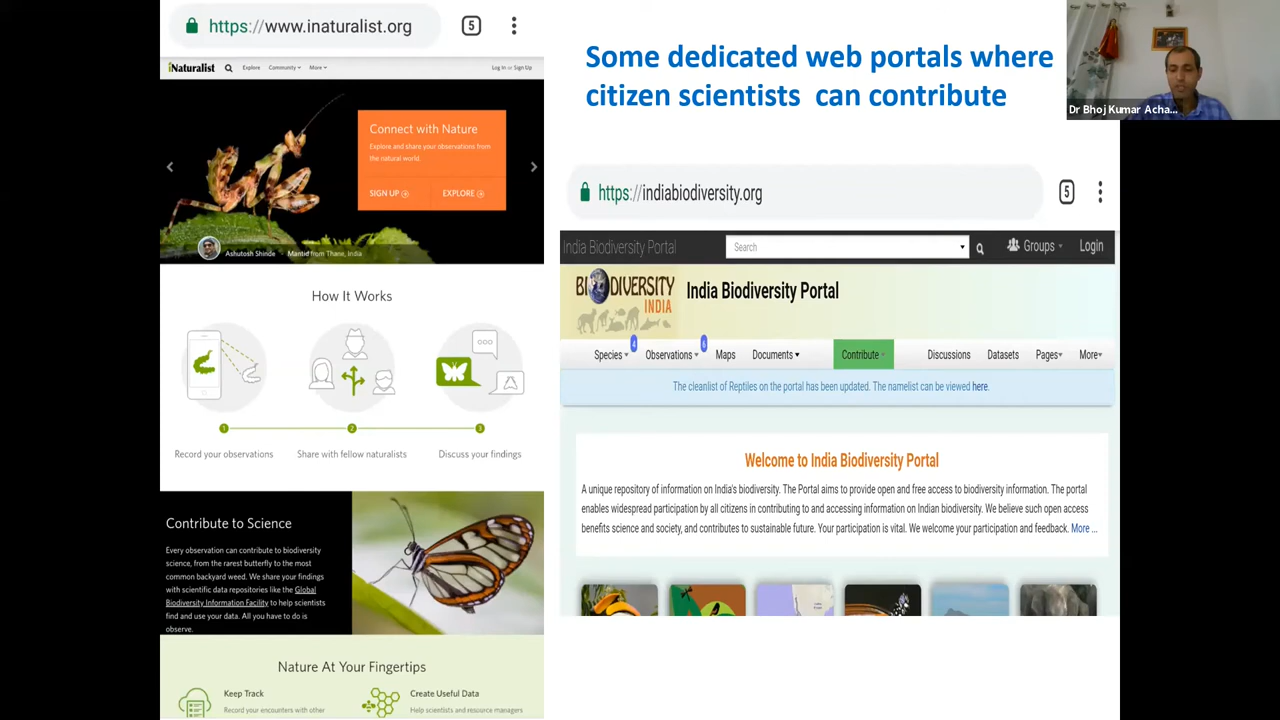 https://www.inaturalist.org
5
iNaturalist
Explore
Community
More
Log In or Sign Up
Connect with Nature
Explore and share your observations from
the natural world.
SIGN UP
EXPLORE
Ashutosh Shinde
Mantid from Thane, India
How It Works
1
2
3
Record your observations
Share with fellow naturalists
Discuss your findings
Contribute to Science
Every observation can contribute to biodiversity
science, from the rarest butterfly to the most
common backyard weed. We share your findings
with scientific data repositories like the Global
Biodiversity Information Facility to help scientists
find and use your data. All you have to do is
observe.
Nature At Your Fingertips
Keep Track
Record your encounters with other
Create Useful Data
Help scientists and resource managers
Some dedicated web portals where
citizen scientists can contribute
Dr Bhoj Kumar Acha...
https://indiabiodiversity.org
5
India Biodiversity Portal
Search
Groups
Login
BIODIVERSITY
INDIA
India Biodiversity Portal
Species
4
Observations
6
Maps
Documents
Contribute
Discussions
Datasets
Pages
More
The cleanlist of Reptiles on the portal has been updated. The namelist can be viewed here.
Welcome to India Biodiversity Portal
A unique repository of information on India's biodiversity. The Portal aims to provide open and free access to biodiversity information. The portal
enables widespread participation by all citizens in contributing to and accessing information on Indian biodiversity. We believe such open access
benefits science and society, and contributes to sustainable future. Your participation is vital. We welcome your participation and feedback. More ...